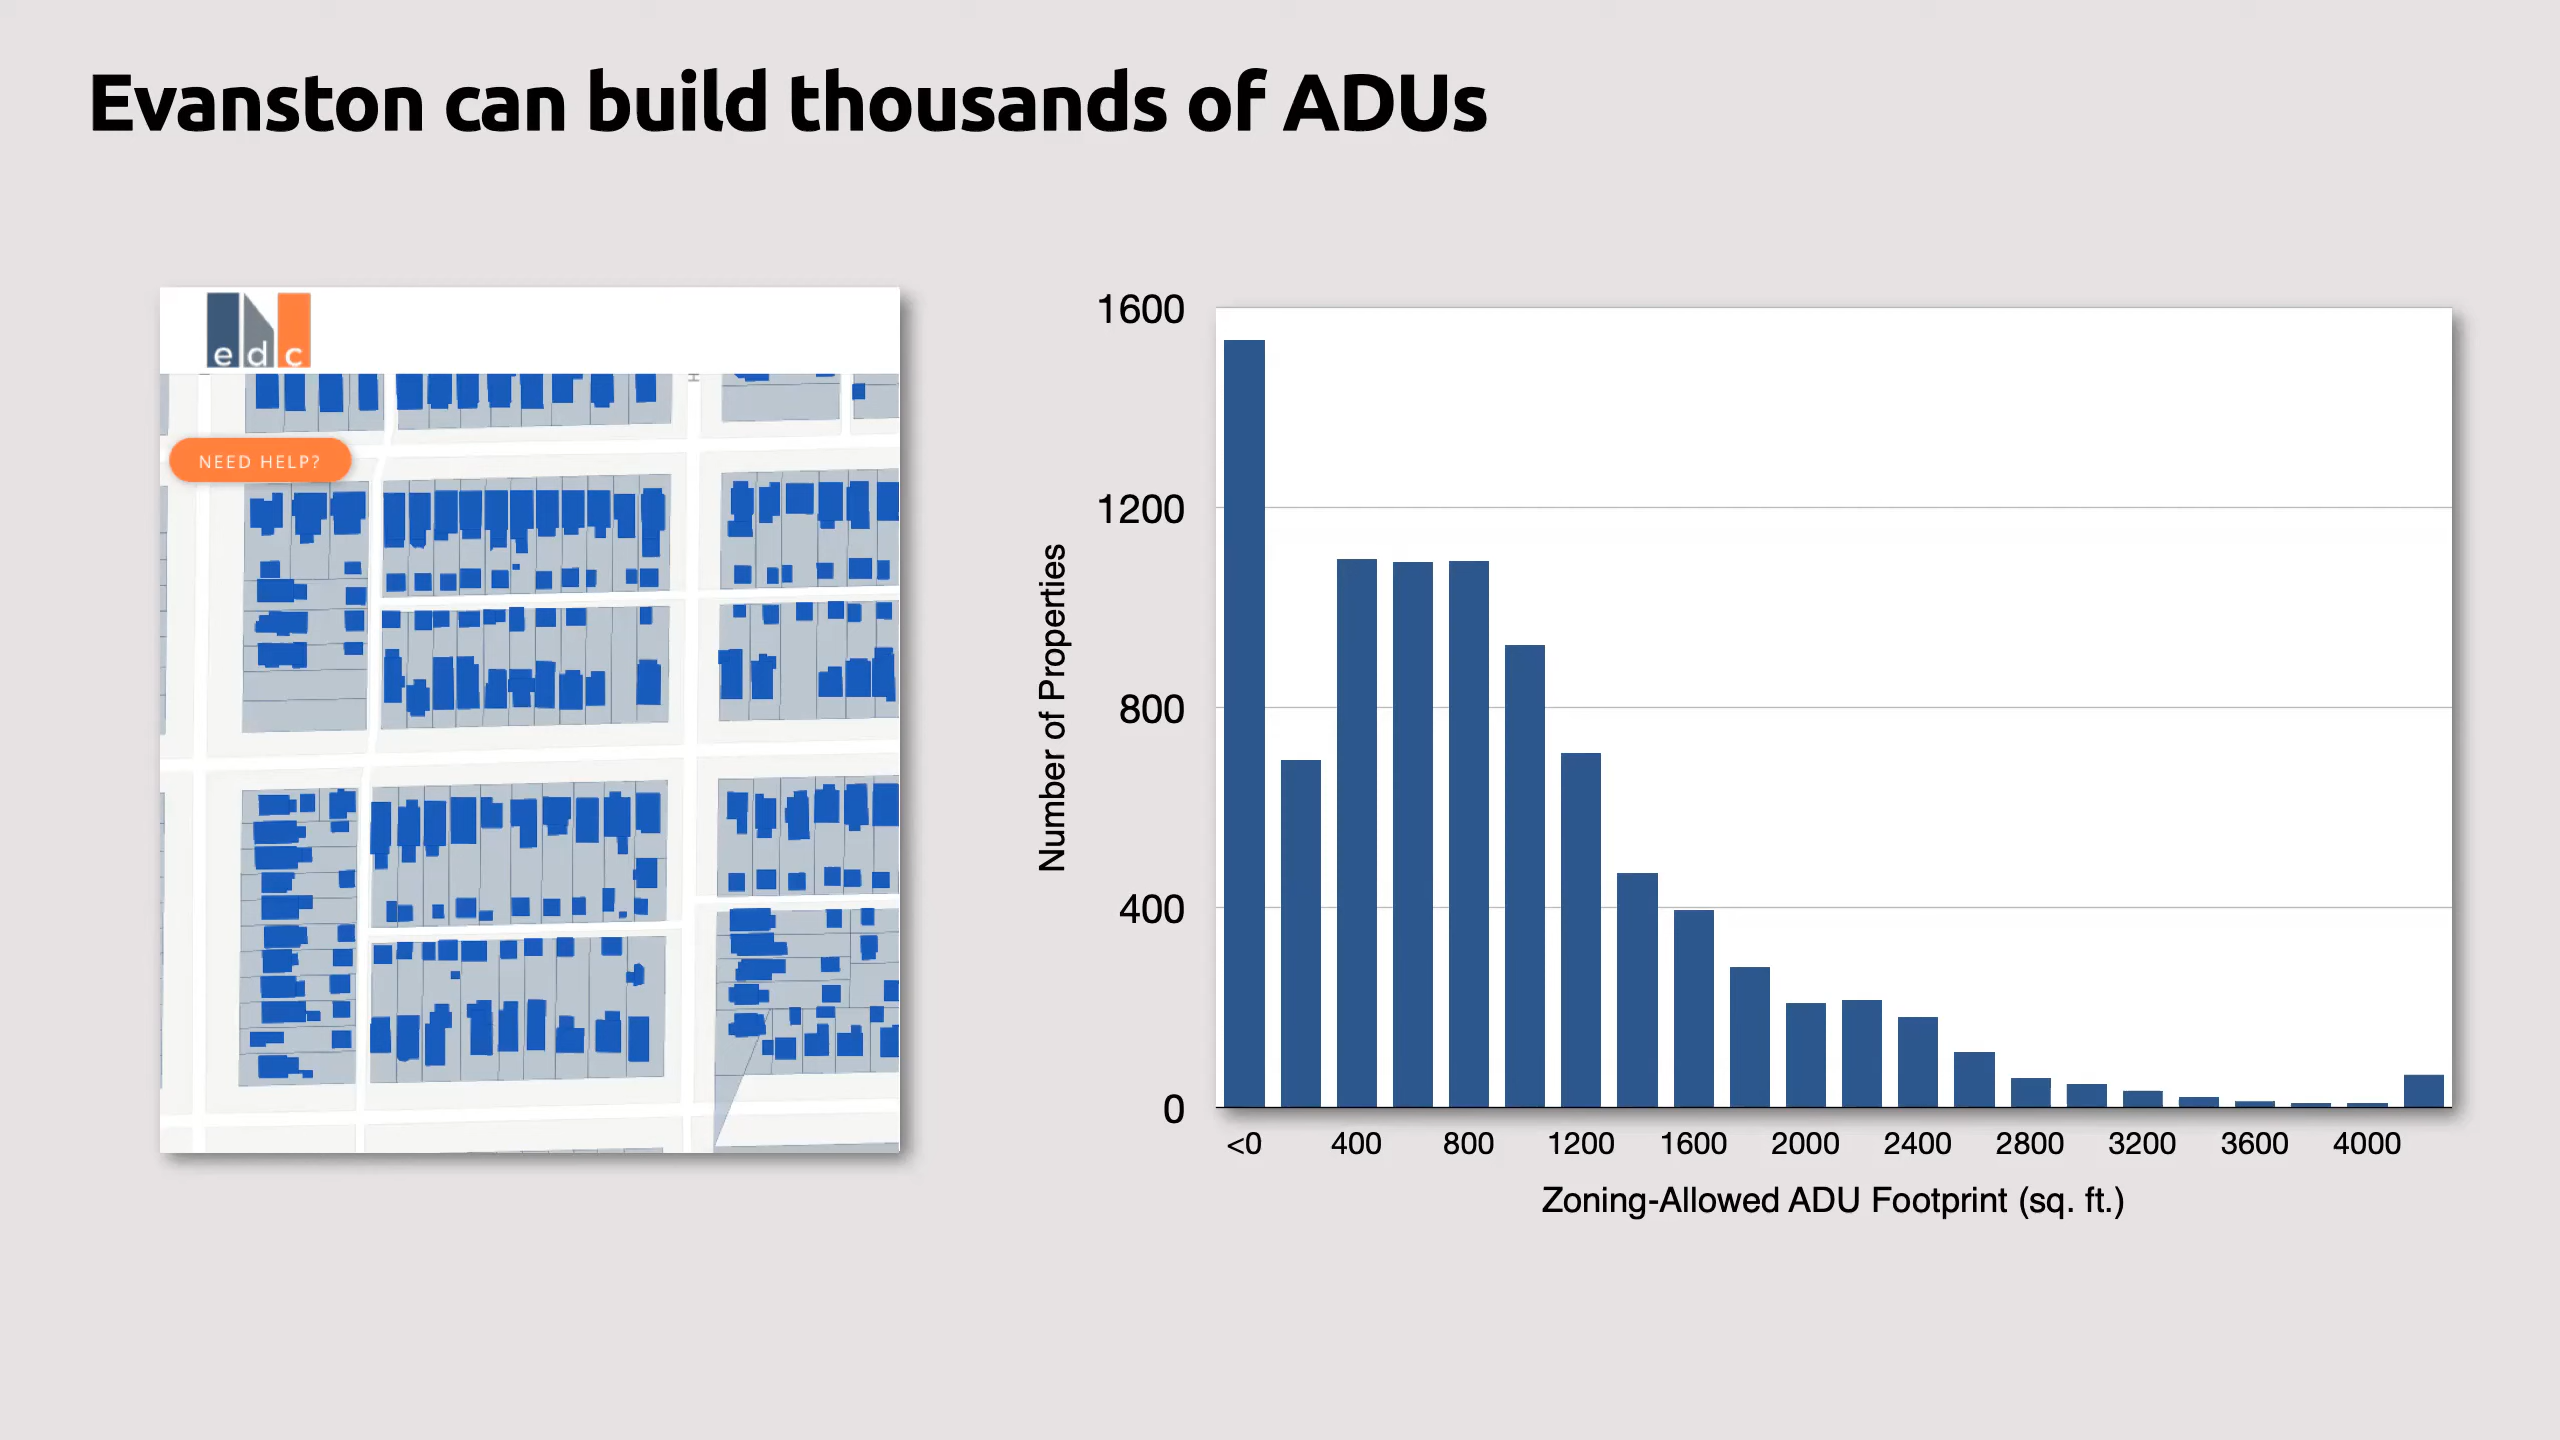 Evanston can build thousands of ADUs
edc
NEED HELP?
1600
1200
800
400
0
Number of Properties
<0 400 800 1200 1600 2000 2400 2800 3200 3600 4000
Zoning-Allowed ADU Footprint (sq. ft.)